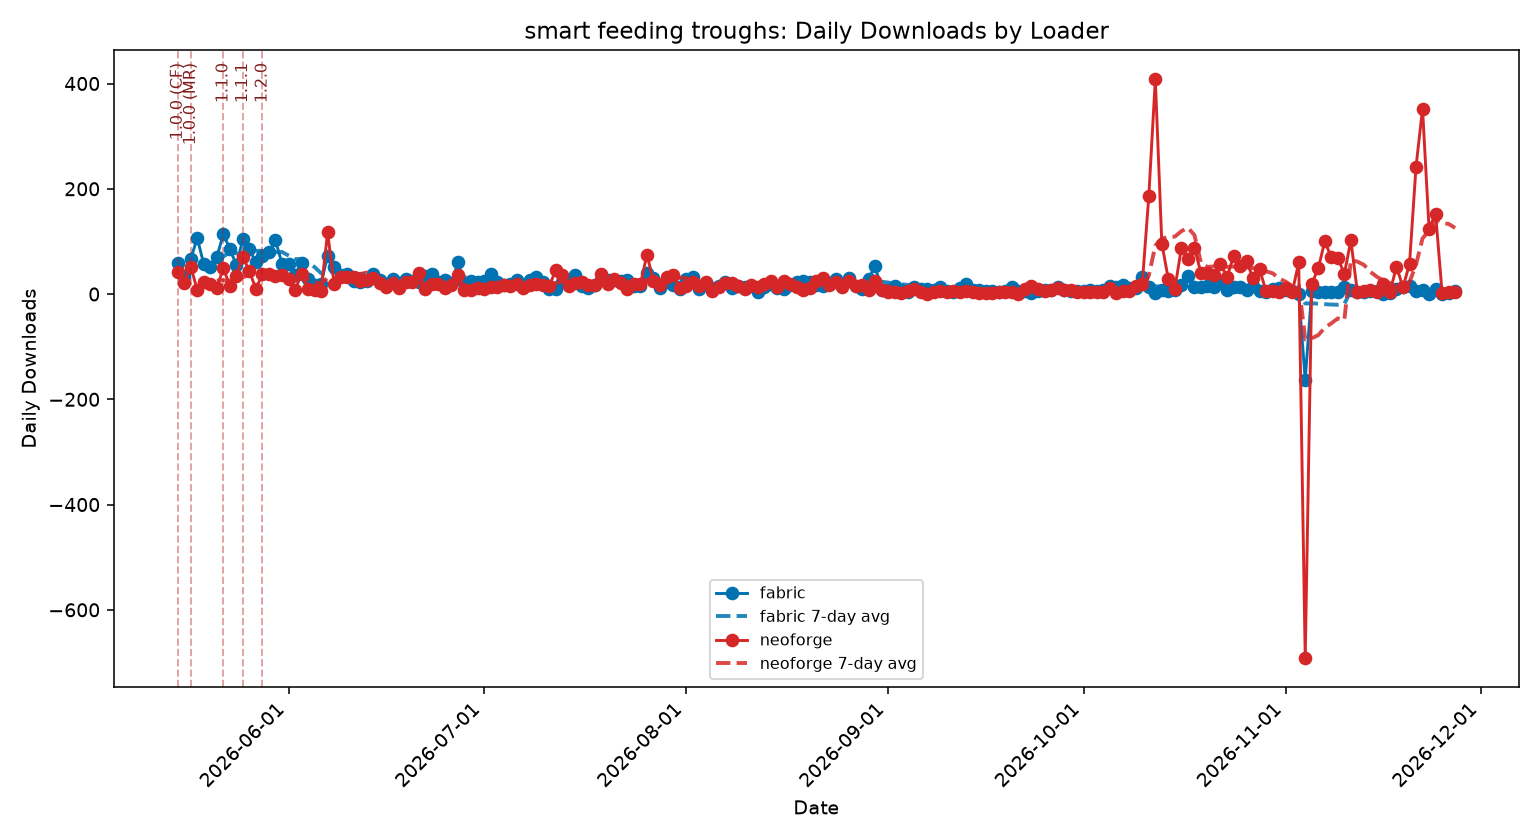 smart feeding troughs: Daily Downloads by Loader
1.0.0 (CF)
1.0.0 (MR)
1.1.0
1.1.1
1.2.0
400
200
0
−200
−400
−600
Daily Downloads
fabric
fabric 7-day avg
neoforge
neoforge 7-day avg
2026-06-01
2026-07-01
2026-08-01
2026-09-01
2026-10-01
2026-11-01
2026-12-01
Date